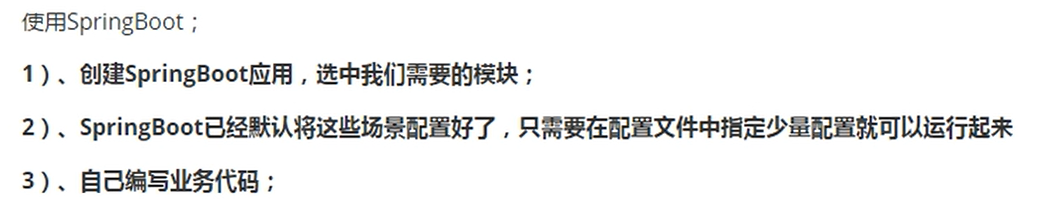 使用SpringBoot；
1）、创建SpringBoot应用，选中我们需要的模块；
2）、SpringBoot已经默认将这些场景配置好了，只需要在配置文件中指定少量配置就可以运行起来
3）、自己编写业务代码；